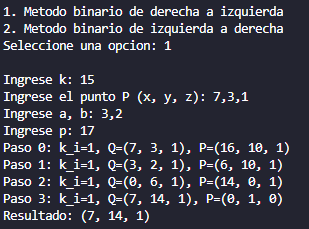 1. Metodo binario de derecha a izquierda
2. Metodo binario de izquierda a derecha
Seleccione una opcion: 1
Ingrese k: 15
Ingrese el punto P (x, y, z): 7,3,1
Ingrese a, b: 3,2
Ingrese p: 17
Paso 0: k_i=1, Q=(7, 3, 1), P=(16, 10, 1)
Paso 1: k_i=1, Q=(3, 2, 1), P=(6, 10, 1)
Paso 2: k_i=1, Q=(0, 6, 1), P=(14, 0, 1)
Paso 3: k_i=1, Q=(7, 14, 1), P=(0, 1, 0)
Resultado: (7, 14, 1)